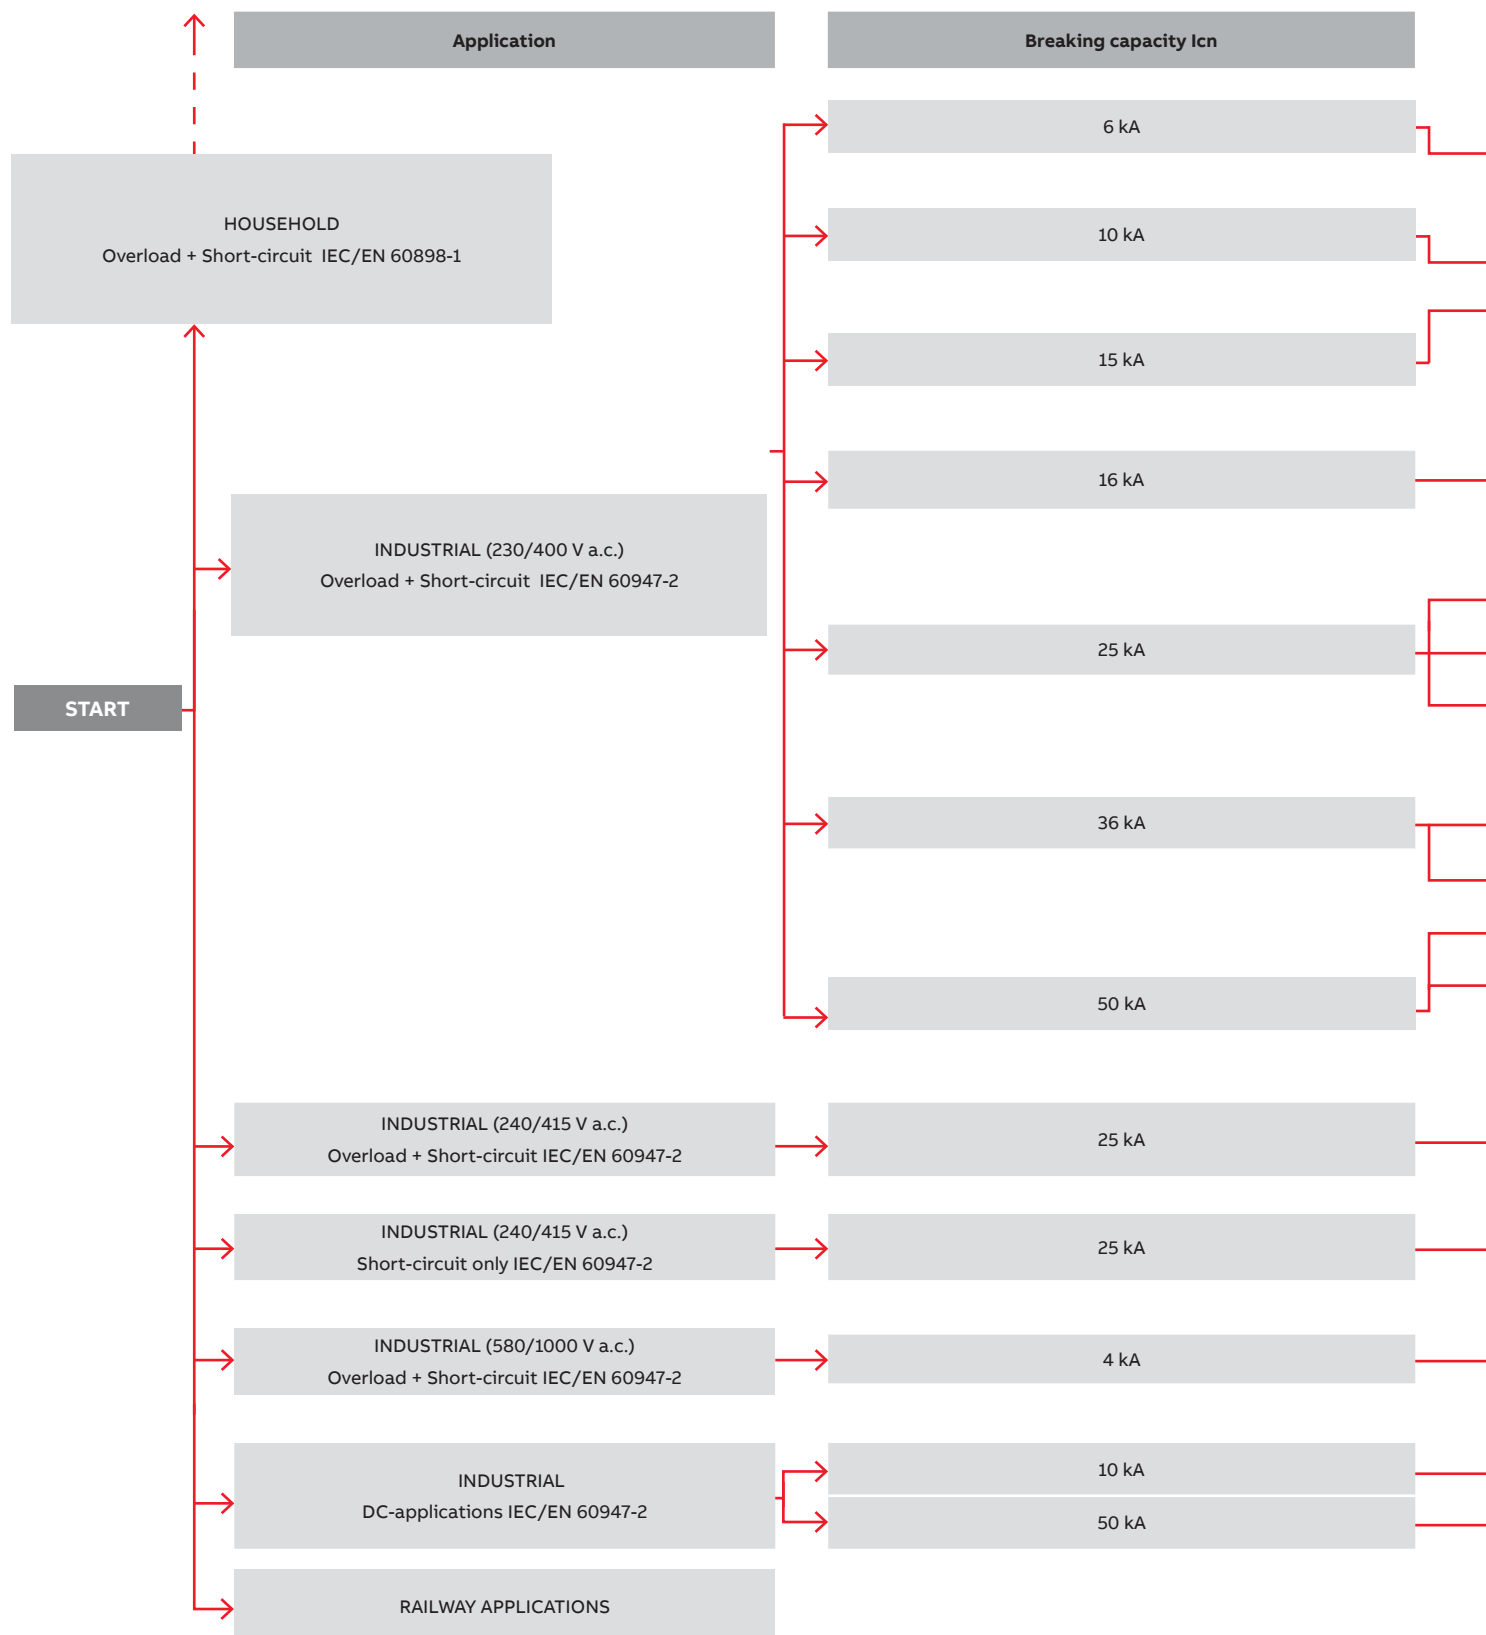 Application
Breaking capacity Icn
HOUSEHOLD
Overload + Short-circuit IEC/EN 60898-1
6 kA
10 kA
15 kA
16 kA
INDUSTRIAL (230/400 V a.c.)
Overload + Short-circuit IEC/EN 60947-2
25 kA
START
36 kA
50 kA
INDUSTRIAL (240/415 V a.c.)
Overload + Short-circuit IEC/EN 60947-2
25 kA
INDUSTRIAL (240/415 V a.c.)
Short-circuit only IEC/EN 60947-2
25 kA
INDUSTRIAL (580/1000 V a.c.)
Overload + Short-circuit IEC/EN 60947-2
4 kA
INDUSTRIAL
DC-applications IEC/EN 60947-2
10 kA
50 kA
RAILWAY APPLICATIONS